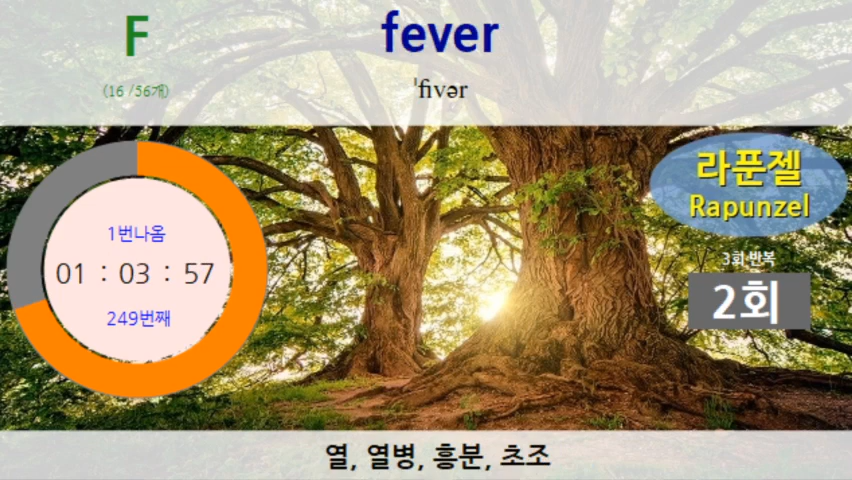 F
(16 /56개)
fever
ˈfivər
1번나옴
01 : 03 : 57
249번째
라푼젤
Rapunzel
3회 반복
2회
열, 열병, 흥분, 초조